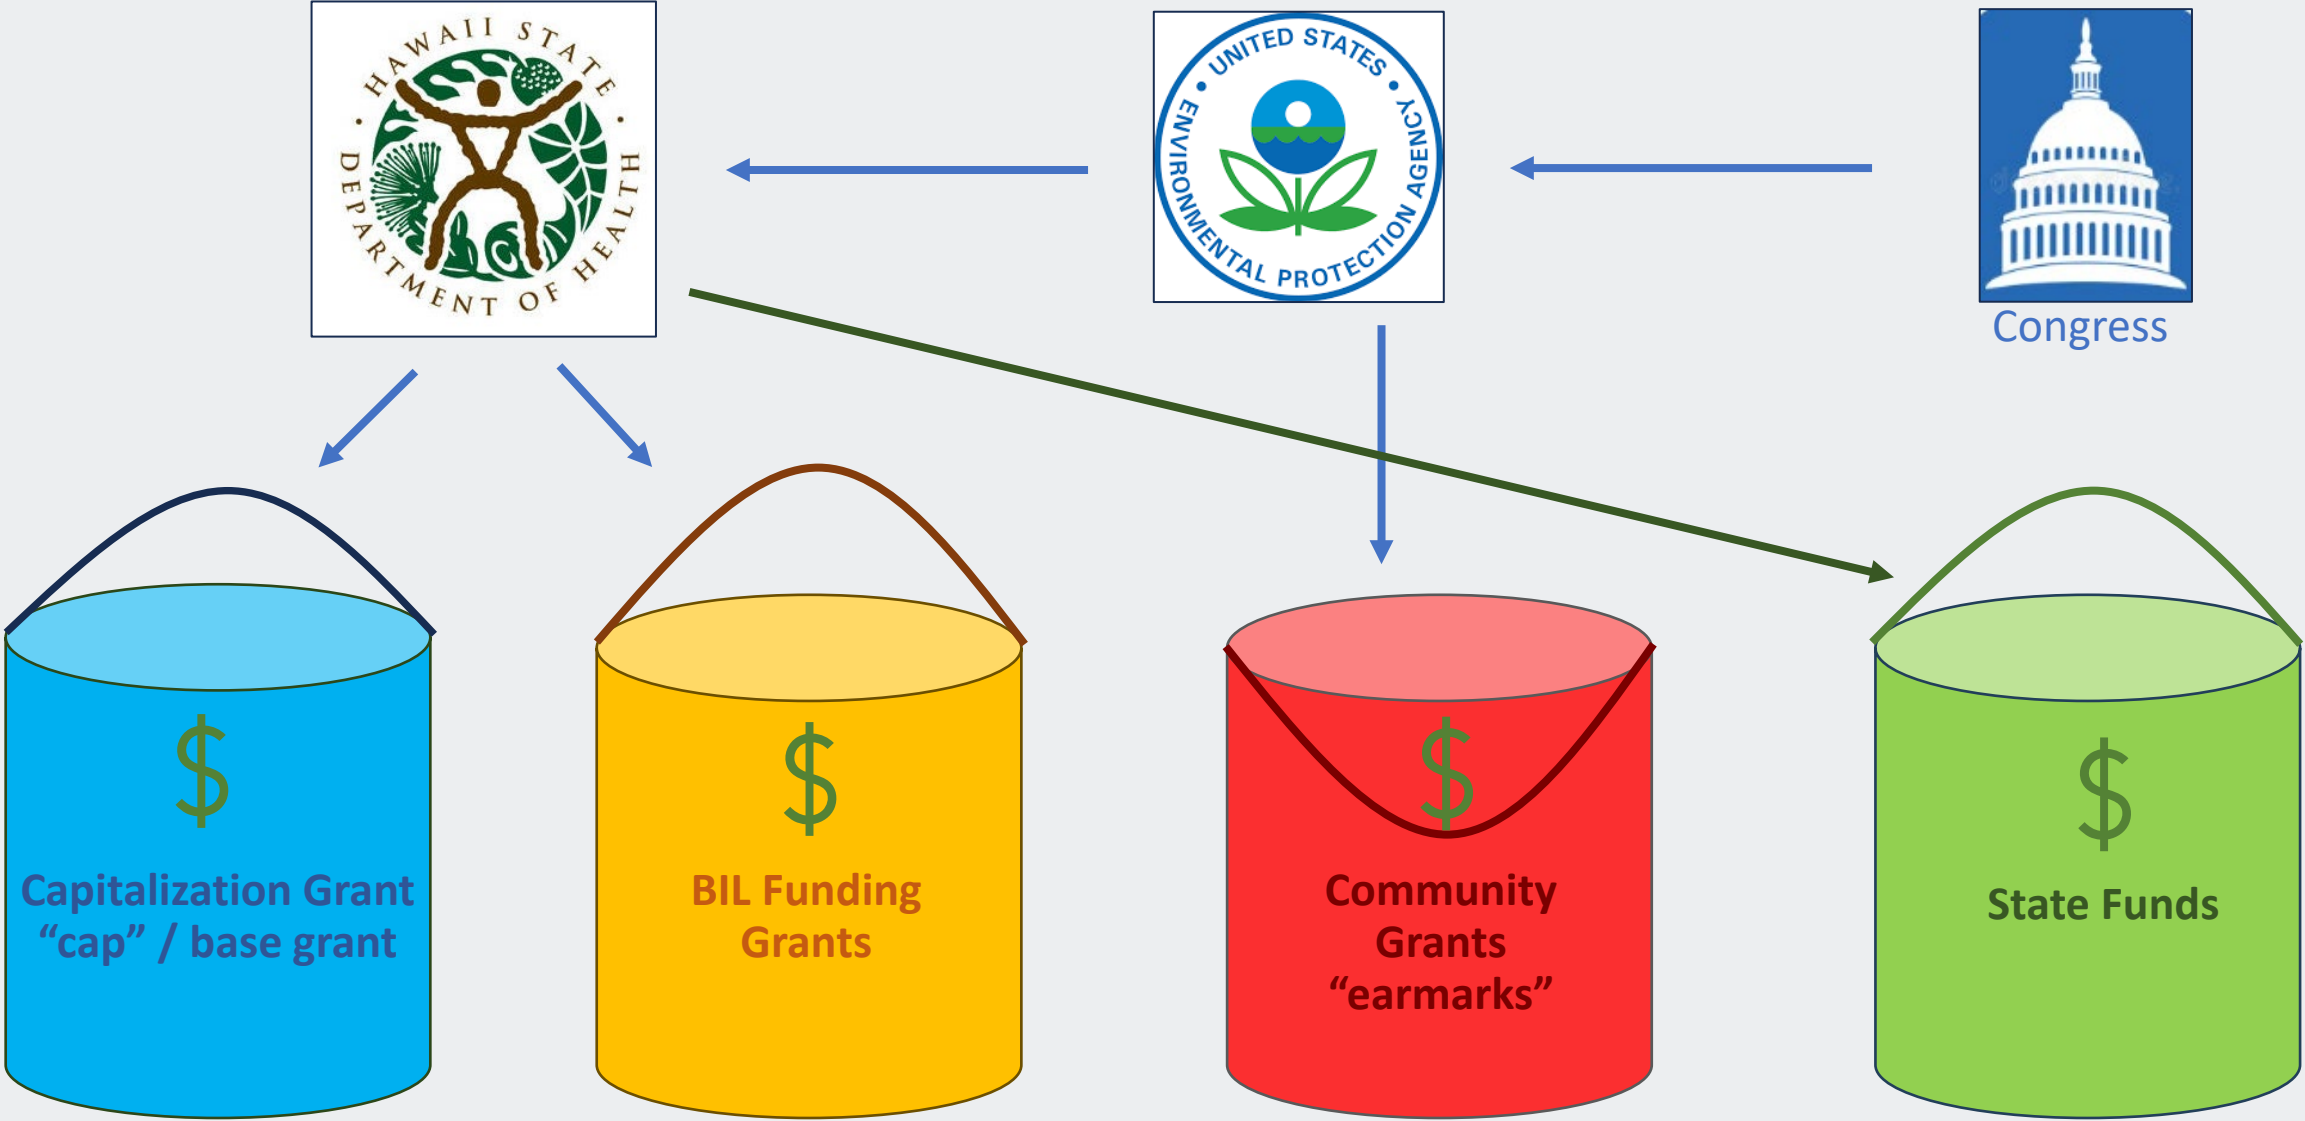 HAWAII STATE
DEPARTMENT OF HEALTH
UNITED STATES
ENVIRONMENTAL PROTECTION AGENCY
Congress
Capitalization Grant
“cap” / base grant
BIL Funding
Grants
Community
Grants
“earmarks”
State Funds
$
$
$
$